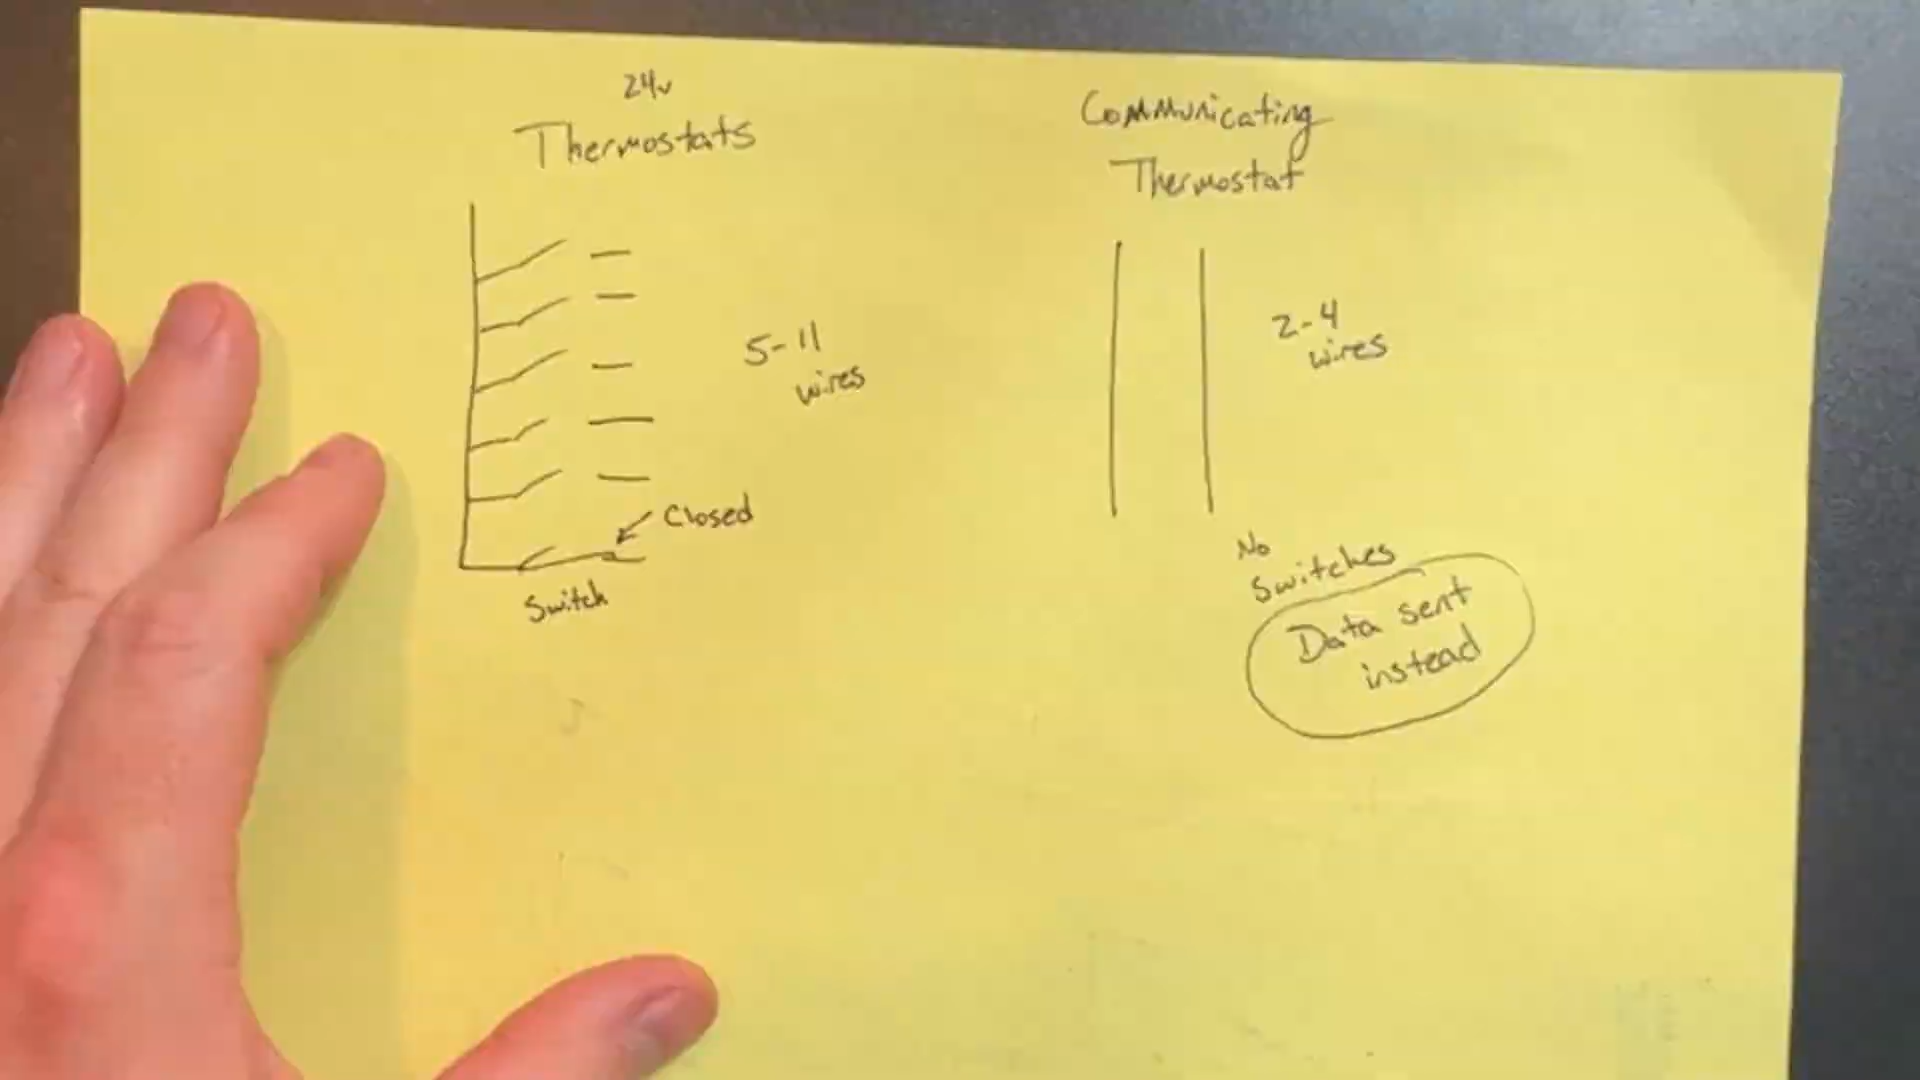 24v
Thermostats
5-11
wires
Closed
Switch
Communicating
Thermostat
2-4
wires
No
Switches
Data sent
instead